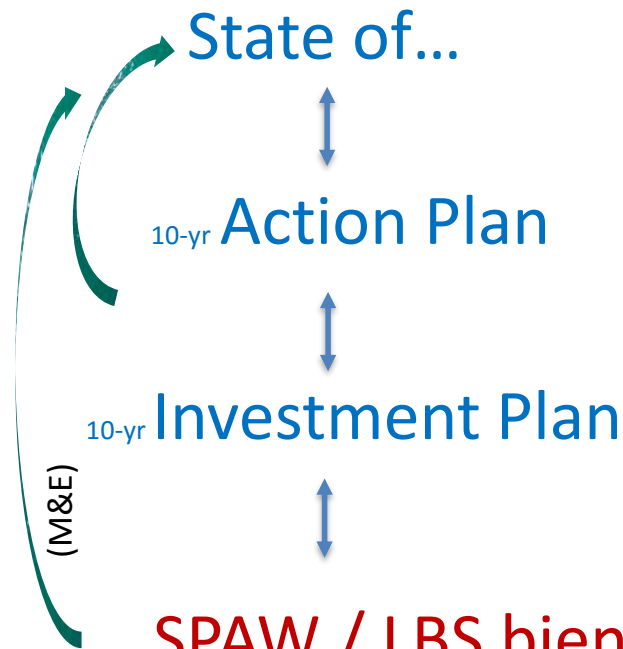 State of...
10-yr Action Plan
10-yr Investment Plan
(M&E)
SPAW / LBS